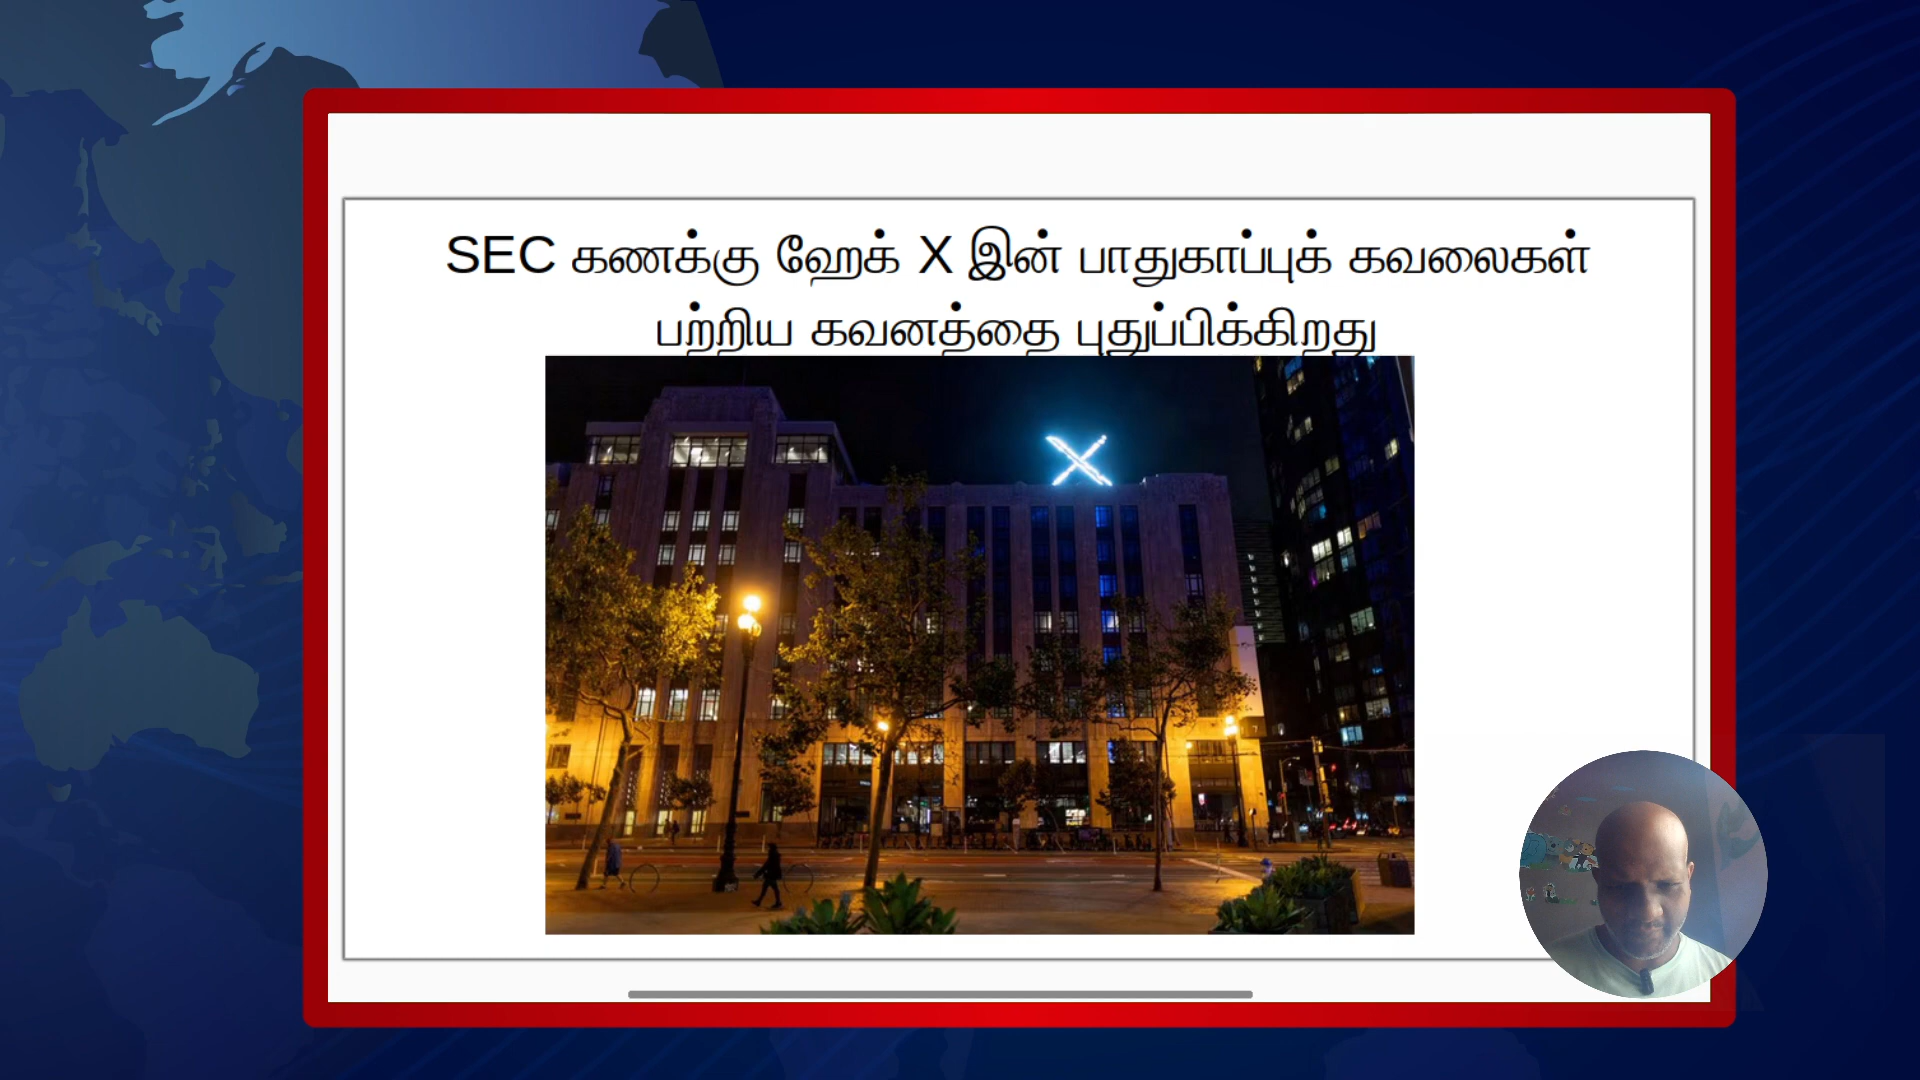 SEC கணக்கு ஹேக் X இன் பாதுகாப்புக் கவலைகள்
பற்றிய கவனத்தை புதுப்பிக்கிறது
X